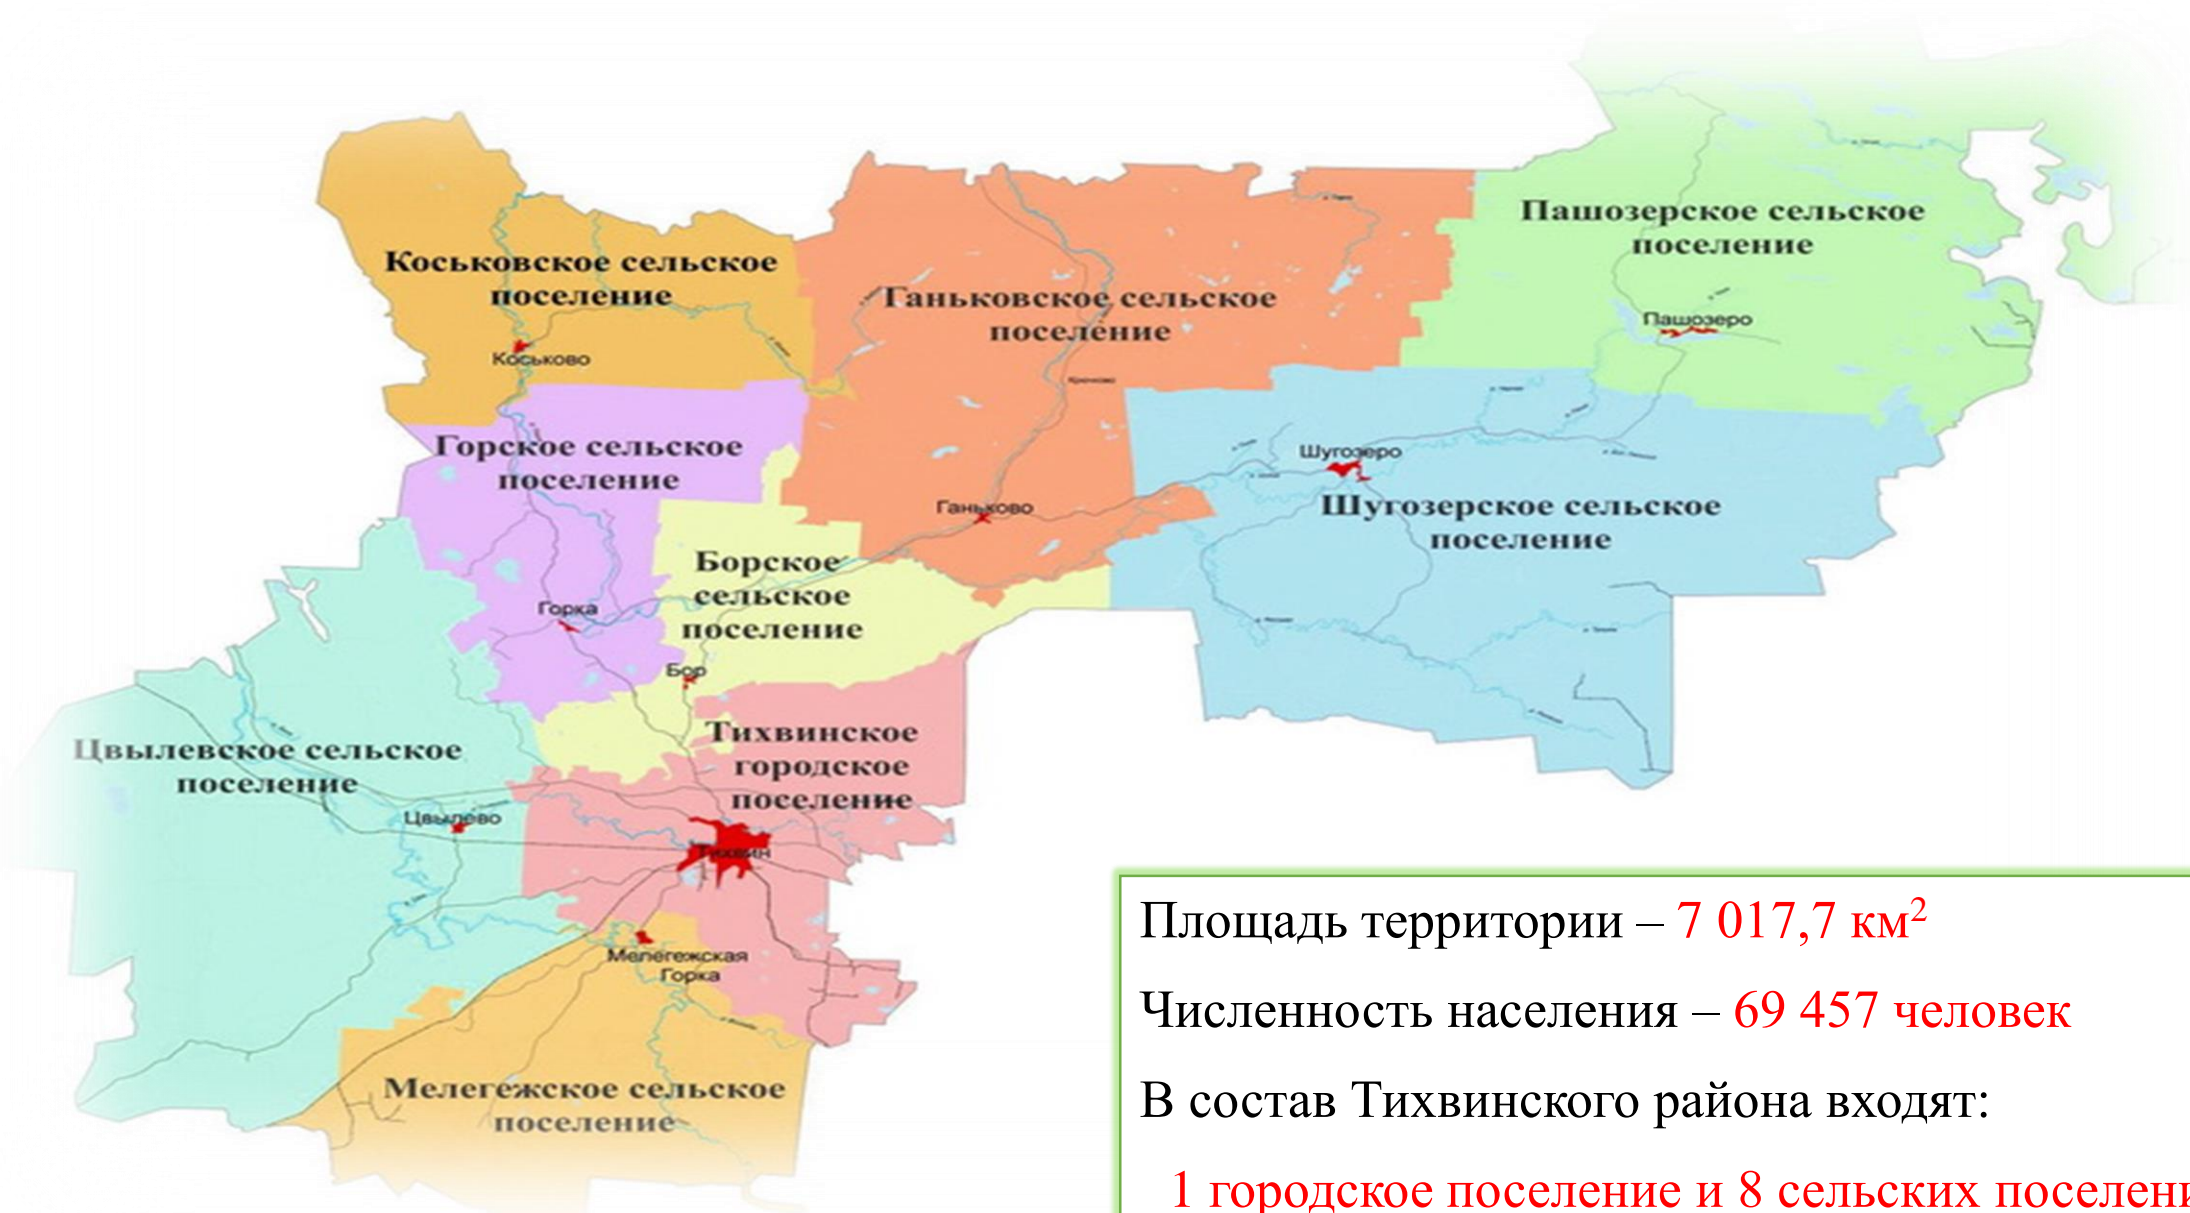 Пашозерское сельское
поселение
Коськовское сельское
поселение
Ганьковское сельское
поселение
Пашозеро
Коськово
Крючково
Горское сельское
поселение
Шугозеро
Шугозерское сельское
поселение
Ганьково
Борское
сельское
поселение
Горка
Бор
Тихвинское
городское
поселение
Цвылевское сельское
поселение
Цвылево
Тихвин
Мелегежская
Горка
Мелегежское сельское
поселение
Площадь территории – 7 017,7 км²
Численность населения – 69 457 человек
В состав Тихвинского района входят:
1 городское поселение и 8 сельских поселени